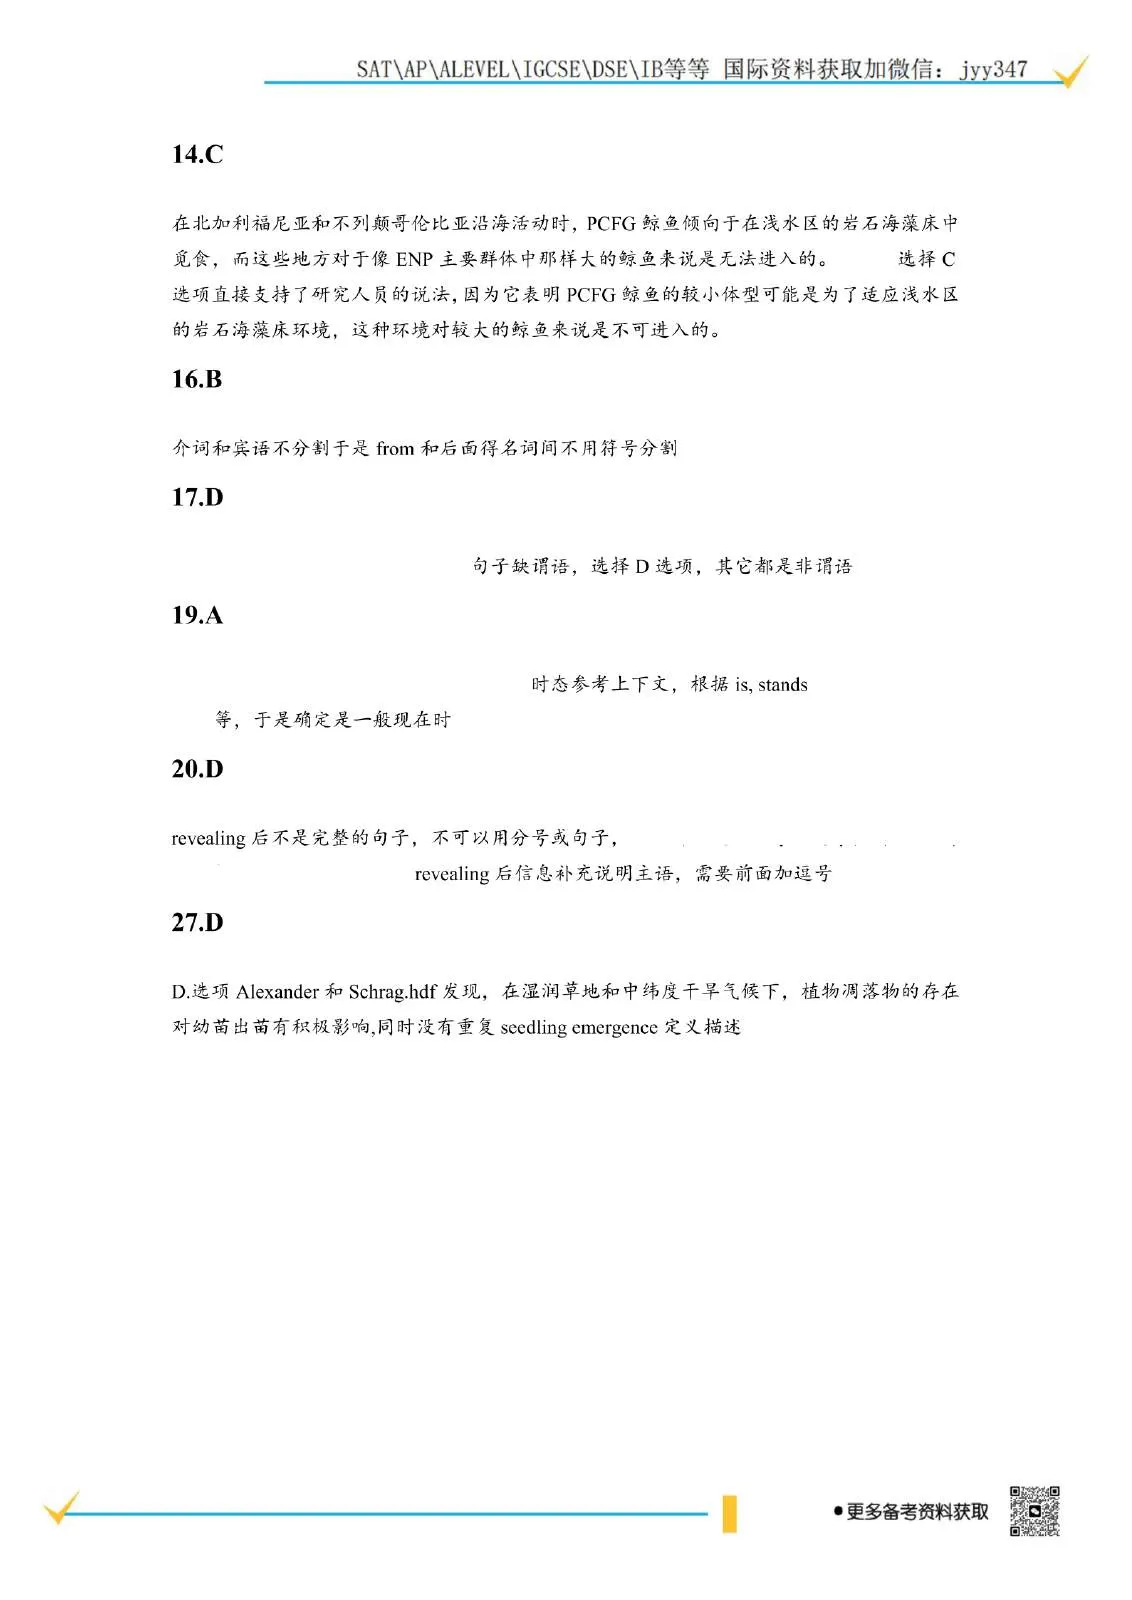 SAT\AP\ALEVEL\IGCSE\DSE\IB等等 国际资料获取加微信：jyy347
14.C
在北加利福尼亚和不列颠哥伦比亚沿海活动时，PCFG 鲸鱼倾向于在浅水区的岩石海藻床中
觅食，而这些地方对于像 ENP 主要群体中那样大的鲸鱼来说是无法进入的。 选择 C
选项直接支持了研究人员的说法,因为它表明 PCFG 鲸鱼的较小体型可能是为了适应浅水区
的岩石海藻床环境，这种环境对较大的鲸鱼来说是不可进入的。
16.B
介词和宾语不分割于是 from 和后面得名词间不用符号分割
17.D
句子缺谓语，选择 D 选项，其它都是非谓语
19.A
时态参考上下文，根据 is, stands
等，于是确定是一般现在时
20.D
revealing 后不是完整的句子，不可以用分号或句子，
revealing 后信息补充说明主语，需要前面加逗号
27.D
D.选项 Alexander 和 Schrag.hdf 发现，在湿润草地和中纬度干旱气候下，植物凋落物的存在
对幼苗出苗有积极影响,同时没有重复 seedling emergence 定义描述
●更多备考资料获取